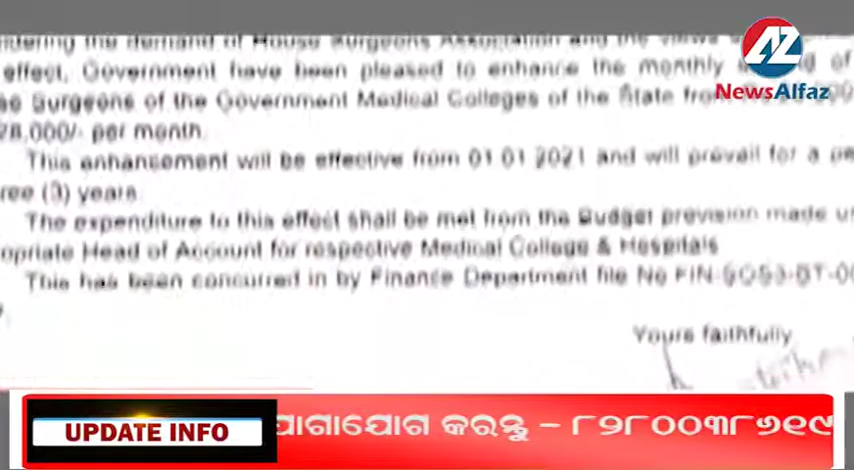 NewsAlfaz
effect, Government have been pleased to enhance the monthly
Surgeons of the Government Medical Colleges of the State
28,000/- per month.
This enhancement will be effective from 01.01.2021 and will prevail for a
(3) years.
The expenditure to this effect shall be met from the Budget provision made
Head of Account for respective Medical College & Hospitals
This has been concurred in by Finance Department file No
Yours faithfully
UPDATE INFO
ଯାଗାଯୋଗ କରନ୍ତୁ – ୮୨୮୦୦୩୮୬୧୯